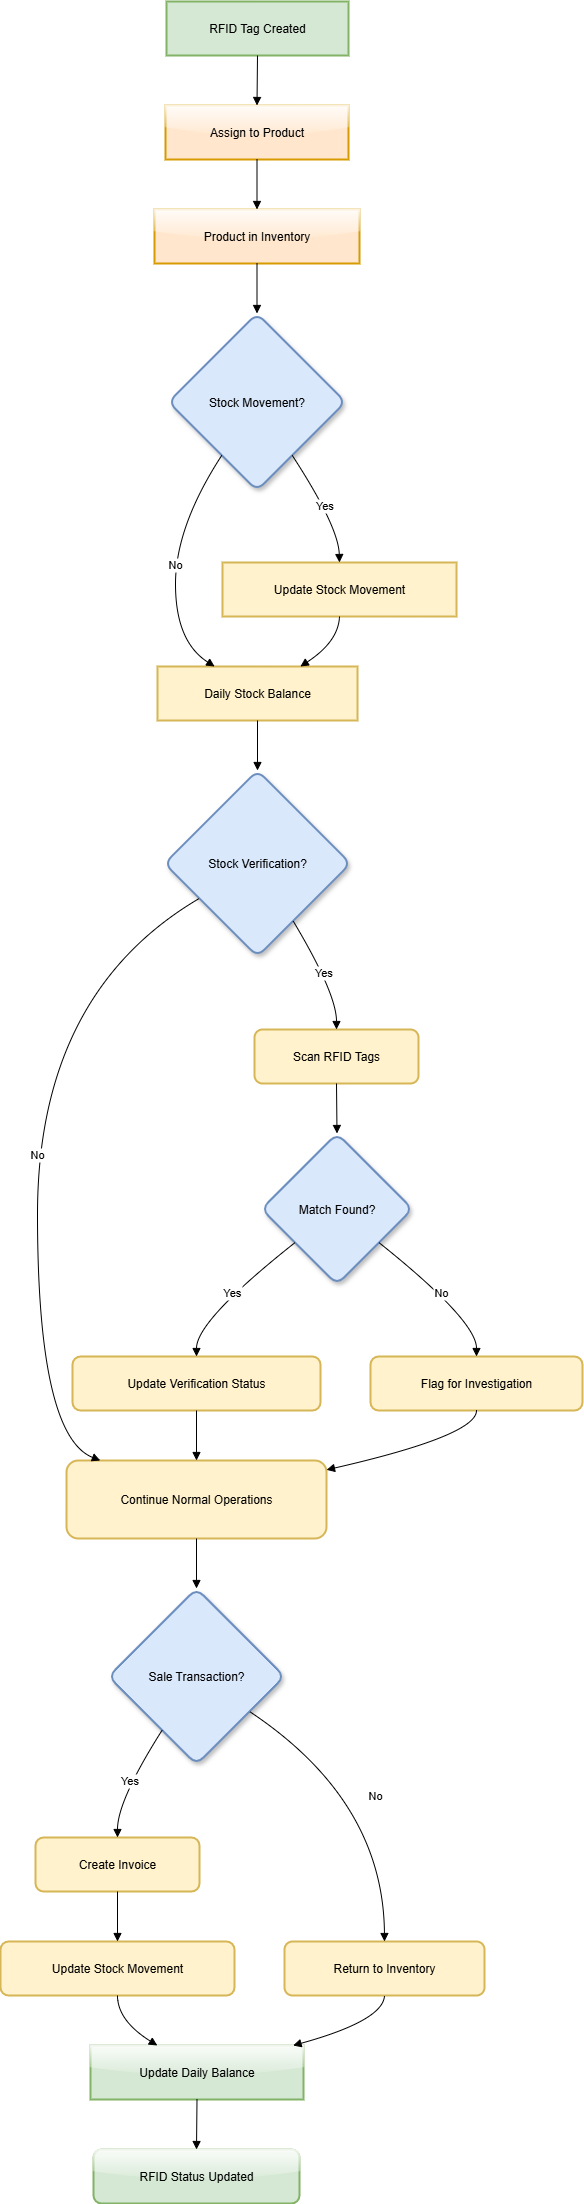 RFID Tag Created
Assign to Product
Product in Inventory
Stock Movement?
Yes
No
Update Stock Movement
Daily Stock Balance
Stock Verification?
Yes
Scan RFID Tags
No
Match Found?
Yes
No
Update Verification Status
Flag for Investigation
Continue Normal Operations
Sale Transaction?
Yes
No
Create Invoice
Update Stock Movement
Return to Inventory
Update Daily Balance
RFID Status Updated